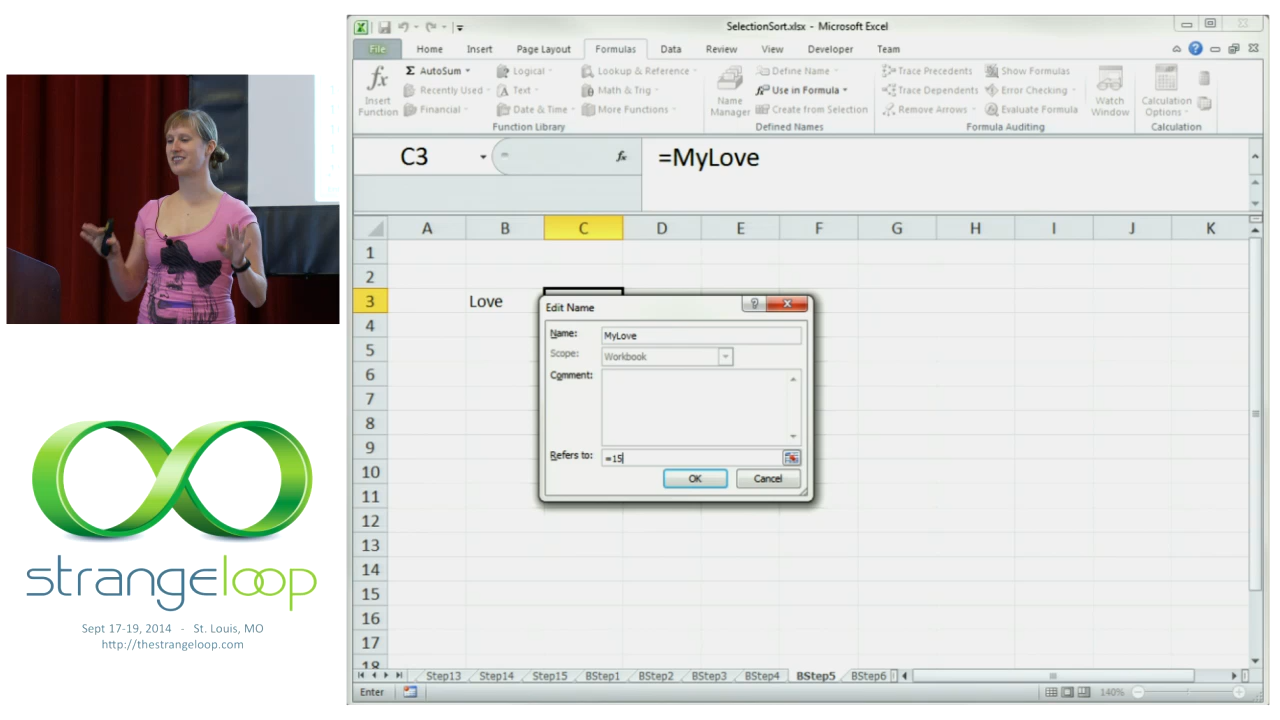 SelectionSort.xlsx - Microsoft Excel
File Home Insert Page Layout Formulas Data Review View Developer Team
fx Σ AutoSum Logical Lookup & Reference Define Name Trace Precedents Show Formulas
Recently Used Text Math & Trig Use in Formula Trace Dependents Error Checking
Insert Function Financial Date & Time More Functions Name Manager Create from Selection Remove Arrows Evaluate Formula Watch Window Calculation Options
Function Library Defined Names Formula Auditing Calculation
C3 fx =MyLove
A B C D E F G H I J K
1
2
3 Love
Edit Name
Name: MyLove
Scope: Workbook
Comment:
Refers to: =15
OK Cancel
4
5
6
7
8
9
10
11
12
13
14
15
16
17
18
Step13 Step14 Step15 BStep1 BStep2 BStep3 BStep4 BStep5 BStep6
Enter 140%
strangeloop
Sept 17-19, 2014 - St. Louis, MO
http://thestrangeloop.com